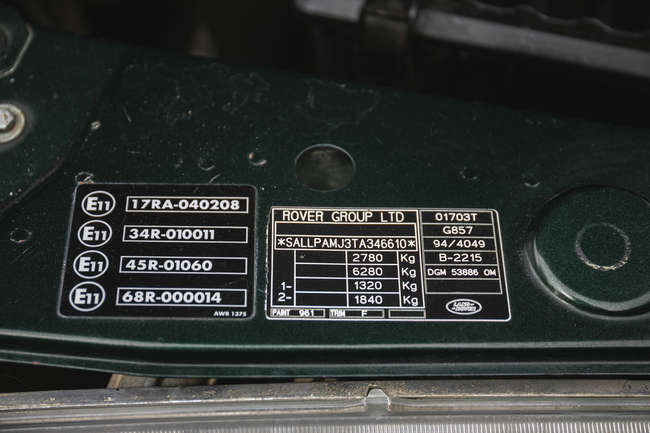 E11 17RA-040208
E11 34R-010011
E11 45R-01060
E11 68R-000014
AWR 1375
ROVER GROUP LTD
*SALLPAMJ3TA346610*
2780 Kg
6280 Kg
1- 1320 Kg
2- 1840 Kg
PAINT 961 TRIM F
01703T
G857
94/4049
B-2215
DGM 53886 OM
LAND-ROVER